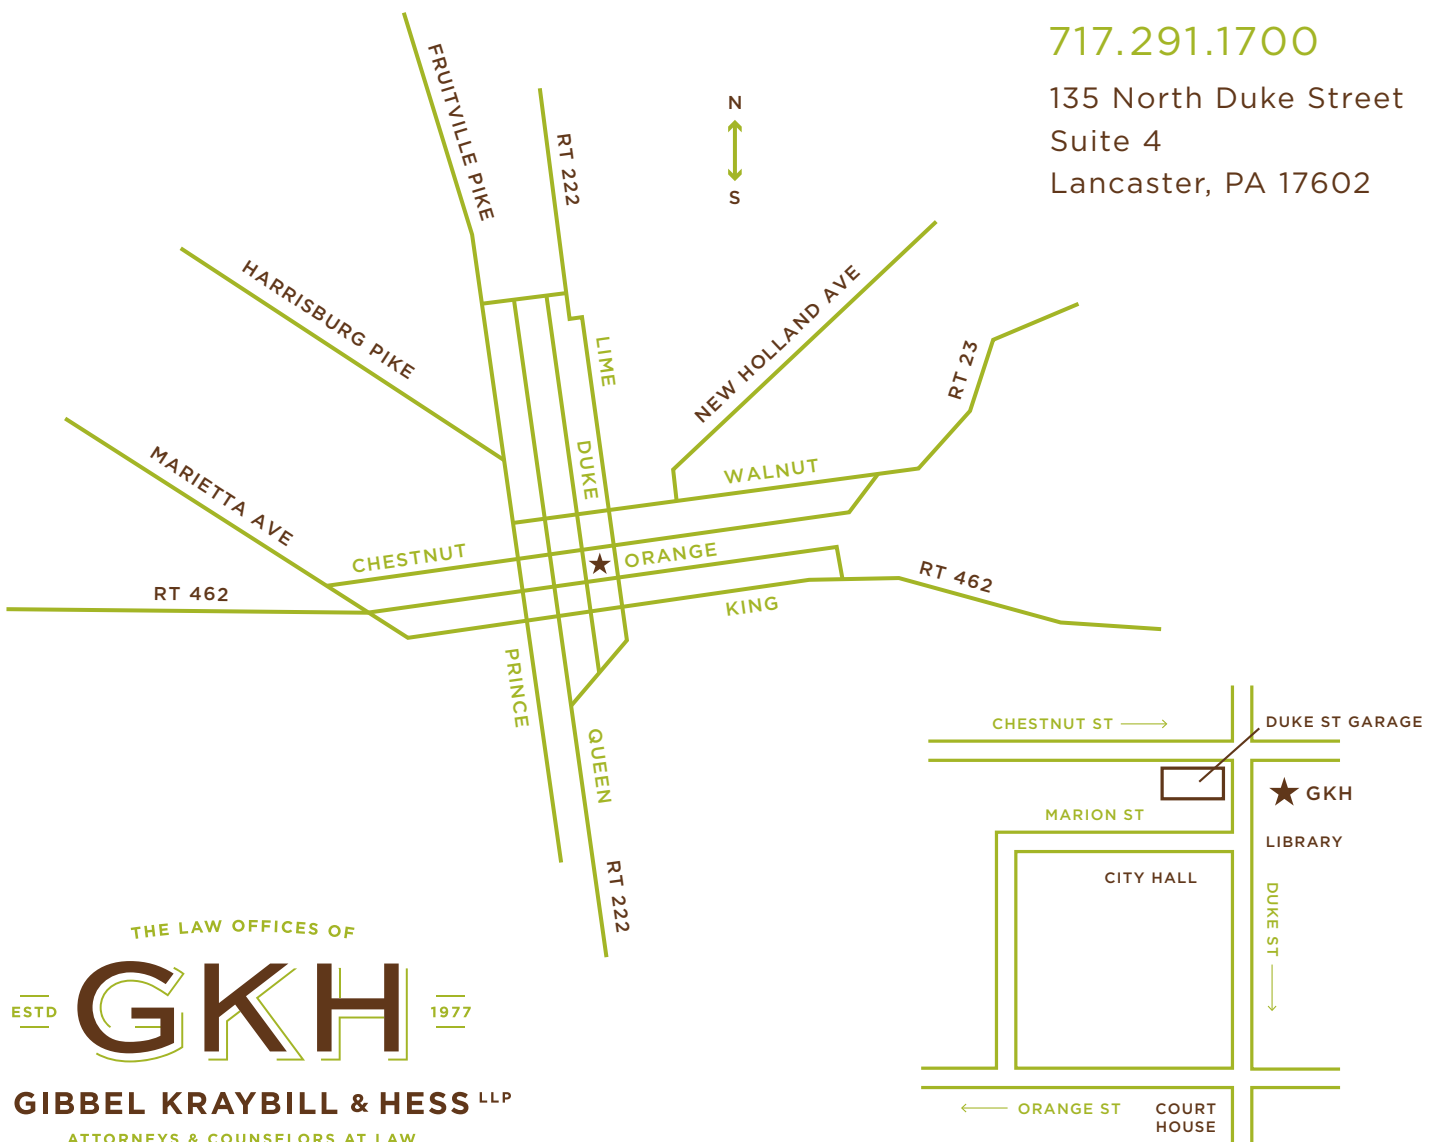 717.291.1700
135 North Duke Street
Suite 4
Lancaster, PA 17602
N
S
FRUITVILLE PIKE
RT 222
HARRISBURG PIKE
NEW HOLLAND AVE
LIME
RT 23
MARIETTA AVE
DUKE
WALNUT
CHESTNUT
ORANGE
RT 462
RT 462
KING
PRINCE
QUEEN
RT 222
CHESTNUT ST
DUKE ST GARAGE
GKH
MARION ST
LIBRARY
CITY HALL
DUKE ST
ORANGE ST
COURT
HOUSE
THE LAW OFFICES OF
ESTD
GKH
1977
GIBBEL KRAYBILL & HESS LLP
ATTORNEYS & COUNSELORS AT LAW